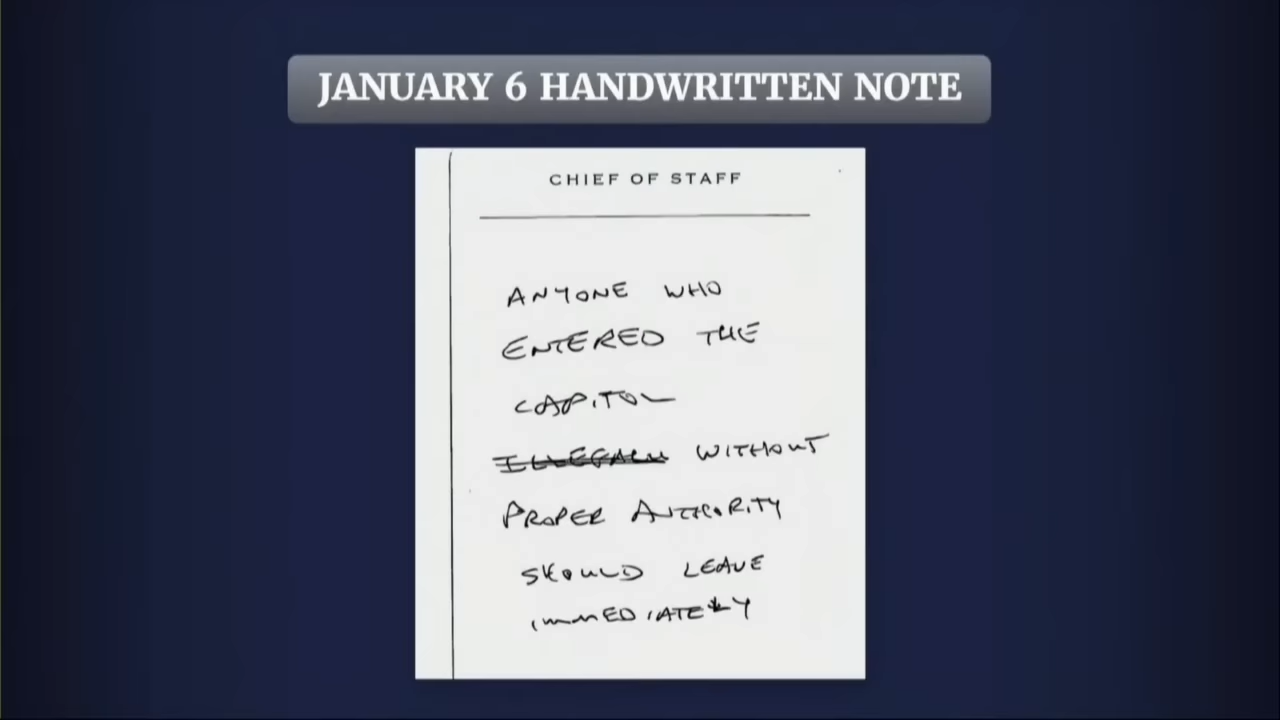 JANUARY 6 HANDWRITTEN NOTE
CHIEF OF STAFF
ANYONE WHO
ENTERED THE
CAPITOL
ILLEGALLY WITHOUT
PROPER AUTHORITY
SHOULD LEAVE
IMMEDIATELY